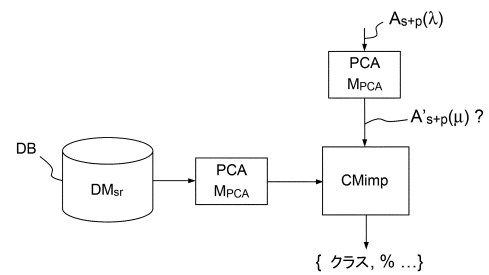 As+p(λ)
PCA
MPCA
A's+p(μ) ?
DB
DMsr
PCA
MPCA
CMimp
{ クラス, % ...}